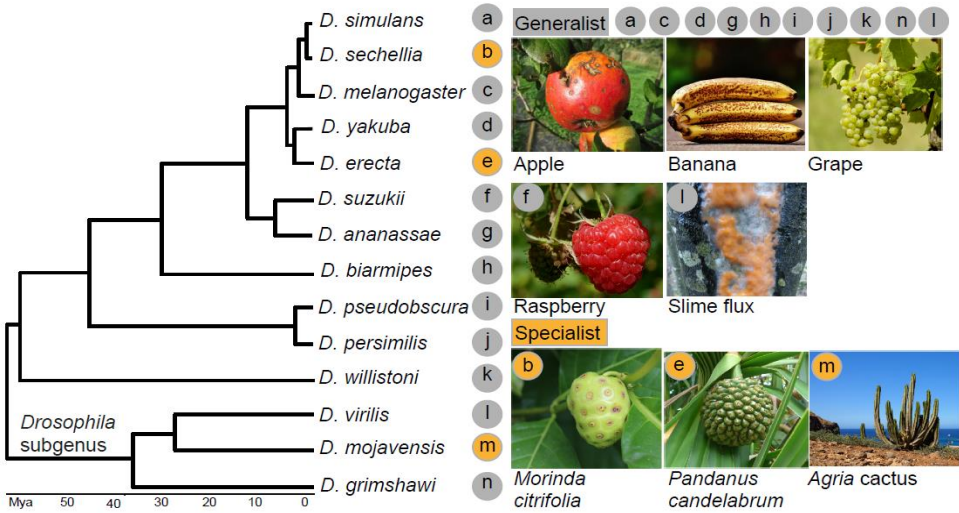 D. simulans a
D. sechellia b
D. melanogaster c
D. yakuba d
D. erecta e
D. suzukii f
D. ananassae g
D. biarmipes h
D. pseudobscura i
D. persimilis j
D. willistoni k
D. virilis l
D. mojavensis m
D. grimshawi n
Drosophila
subgenus
Mya 50 40 30 20 10 0
Generalist a c d g h i j k n l
Apple Banana Grape
f l
Raspberry Slime flux
Specialist
b e m
Morinda
citrifolia
Pandanus
candelabrum
Agria cactus